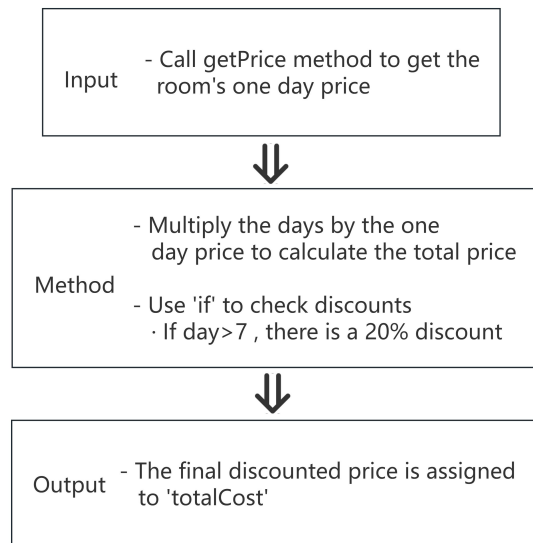 Input
- Call getPrice method to get the
room's one day price
Method
- Multiply the days by the one
day price to calculate the total price
- Use 'if' to check discounts
· If day>7 , there is a 20% discount
Output
- The final discounted price is assigned
to 'totalCost'